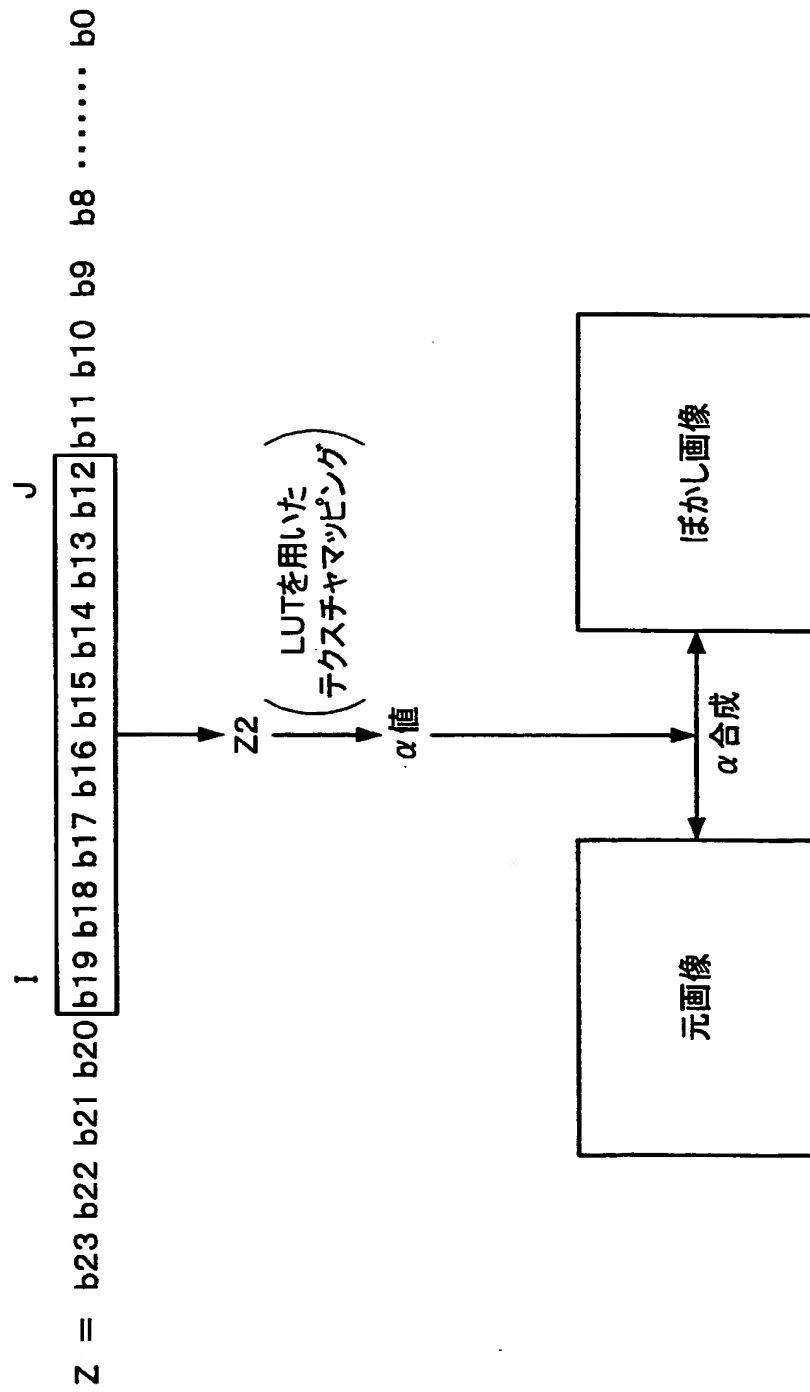 I J
Z = b23 b22 b21 b20 b19 b18 b17 b16 b15 b14 b13 b12 b11 b10 b9 b8 ······· b0
Z2
LUTを用いた
テクスチャマッピング
α値
α合成
元画像
ぼかし画像